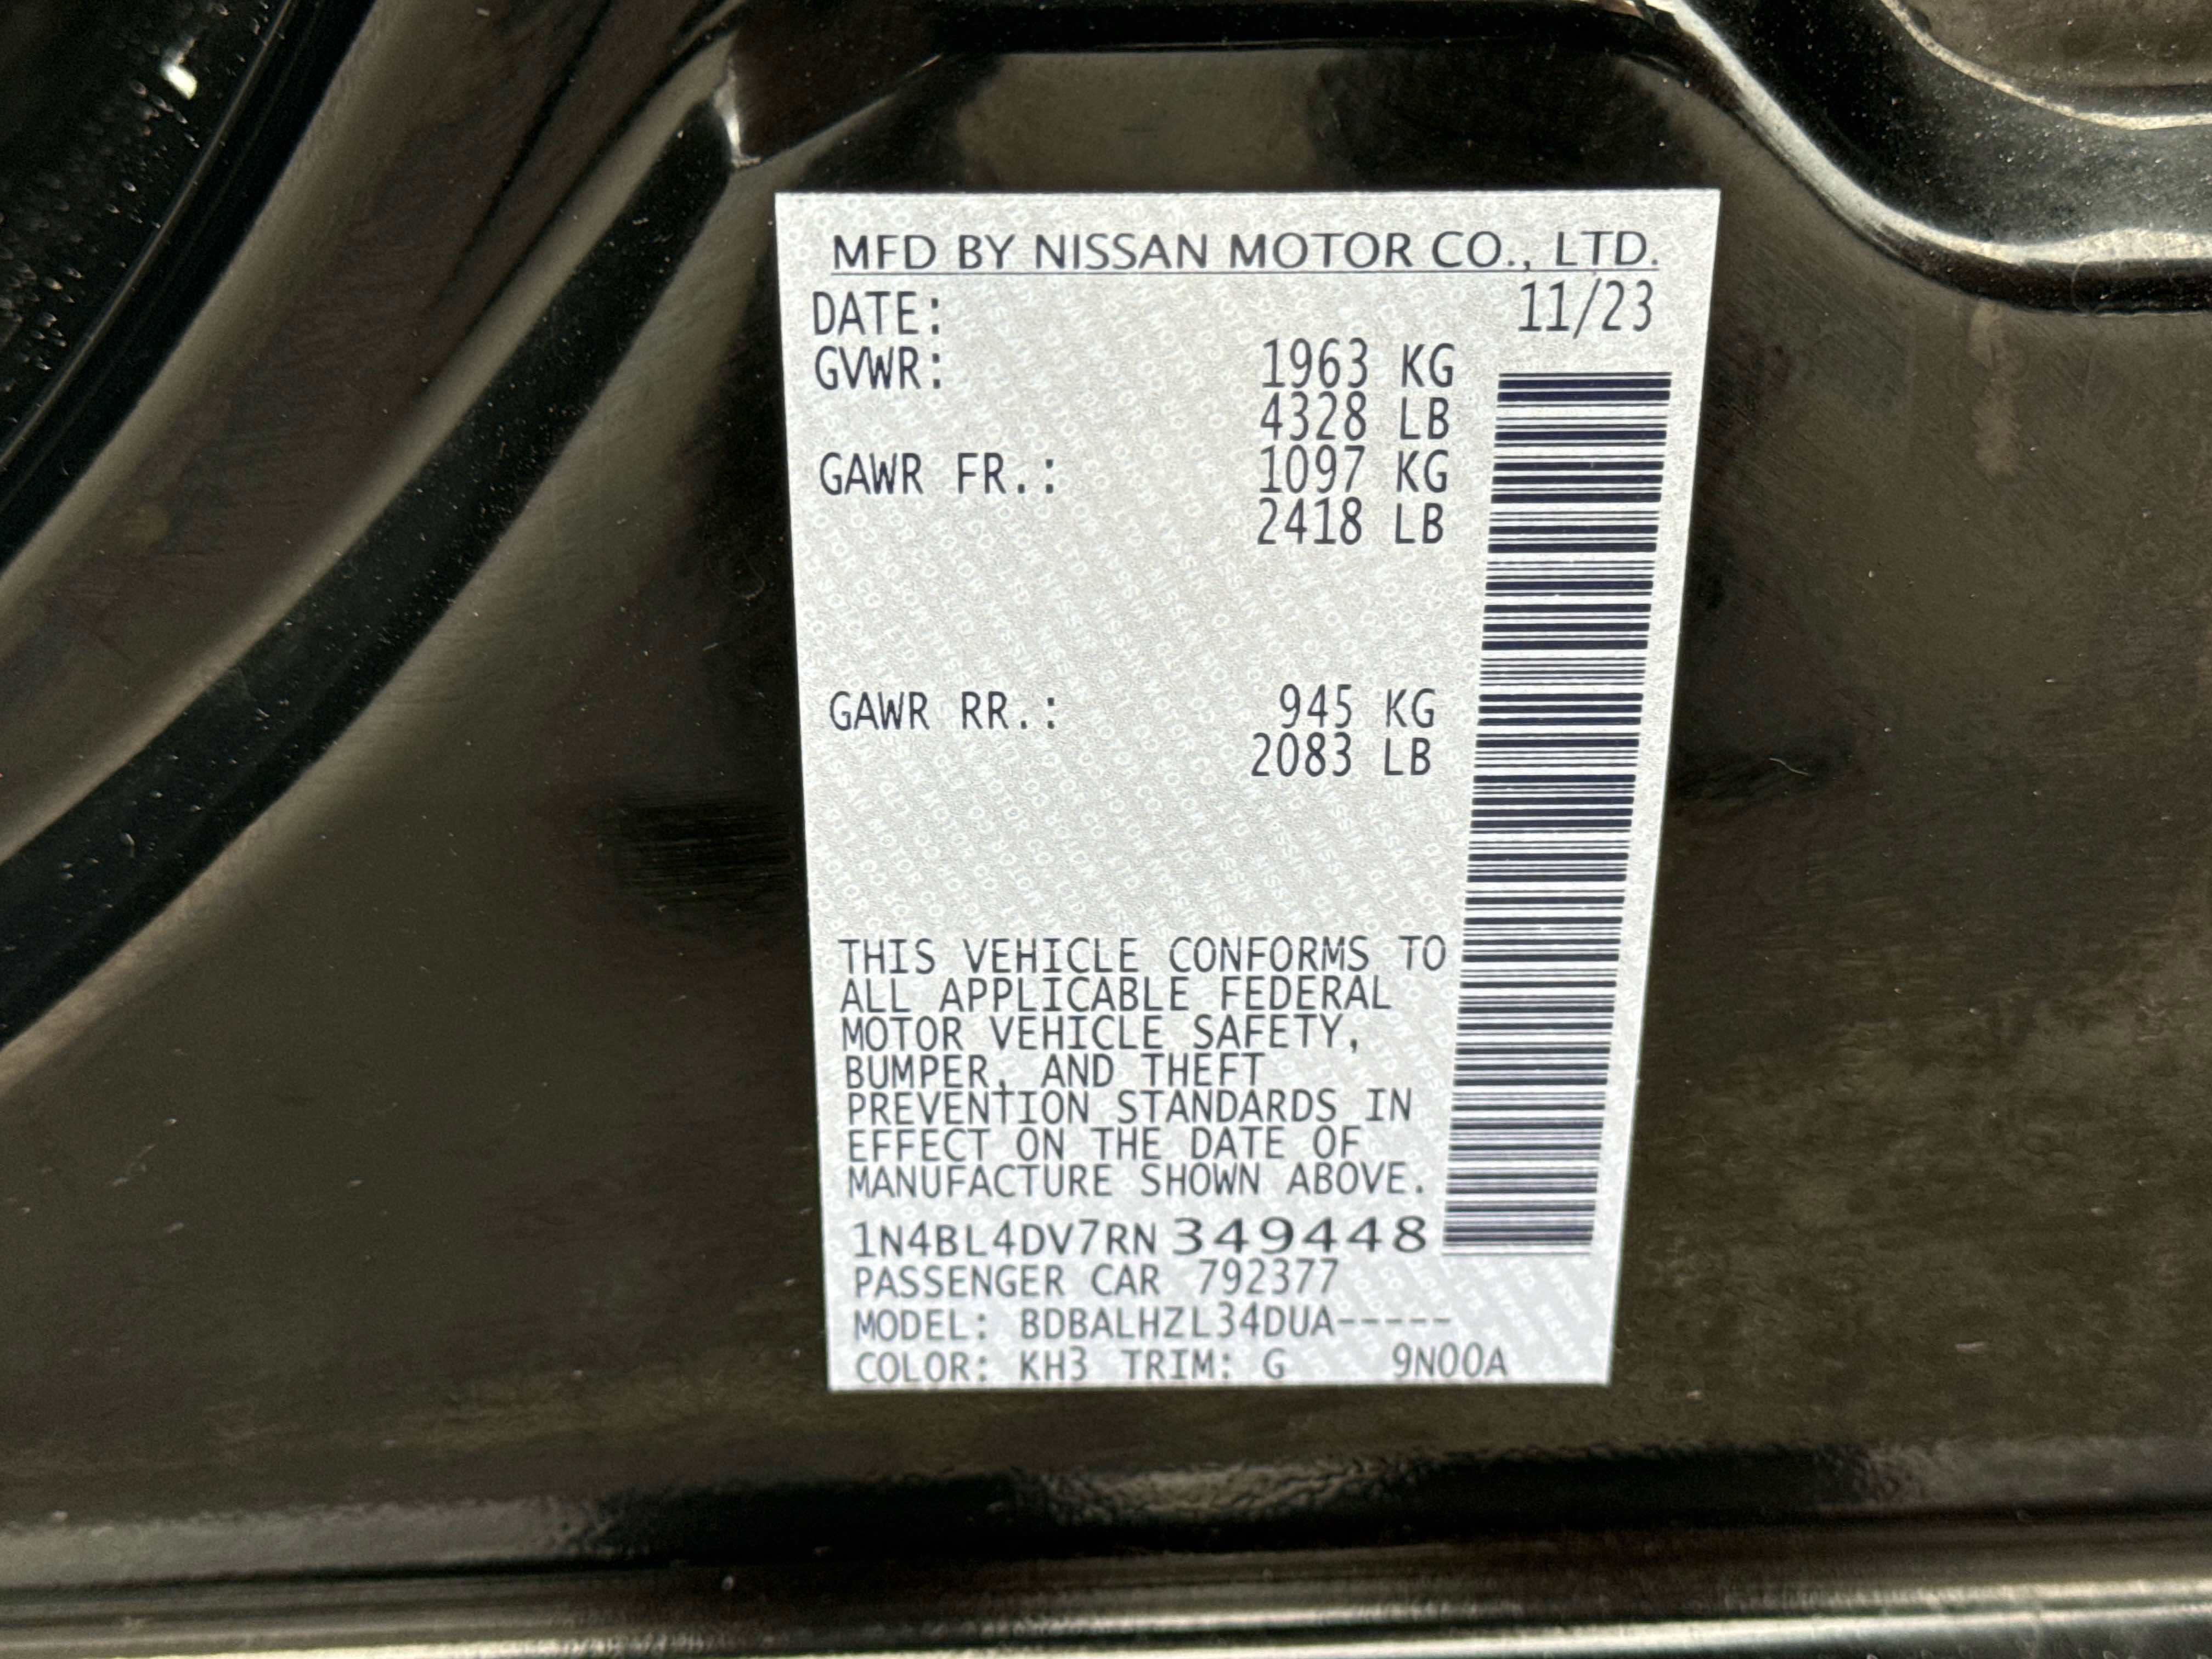 MFD BY NISSAN MOTOR CO., LTD.
DATE: 11/23
GVWR: 1963 KG
4328 LB
GAWR FR.: 1097 KG
2418 LB
GAWR RR.: 945 KG
2083 LB
THIS VEHICLE CONFORMS TO
ALL APPLICABLE FEDERAL
MOTOR VEHICLE SAFETY,
BUMPER, AND THEFT
PREVENTION STANDARDS IN
EFFECT ON THE DATE OF
MANUFACTURE SHOWN ABOVE.
1N4BL4DV7RN 349448
PASSENGER CAR 792377
MODEL: BDBALHZL34DUA-----
COLOR: KH3 TRIM: G 9N00A